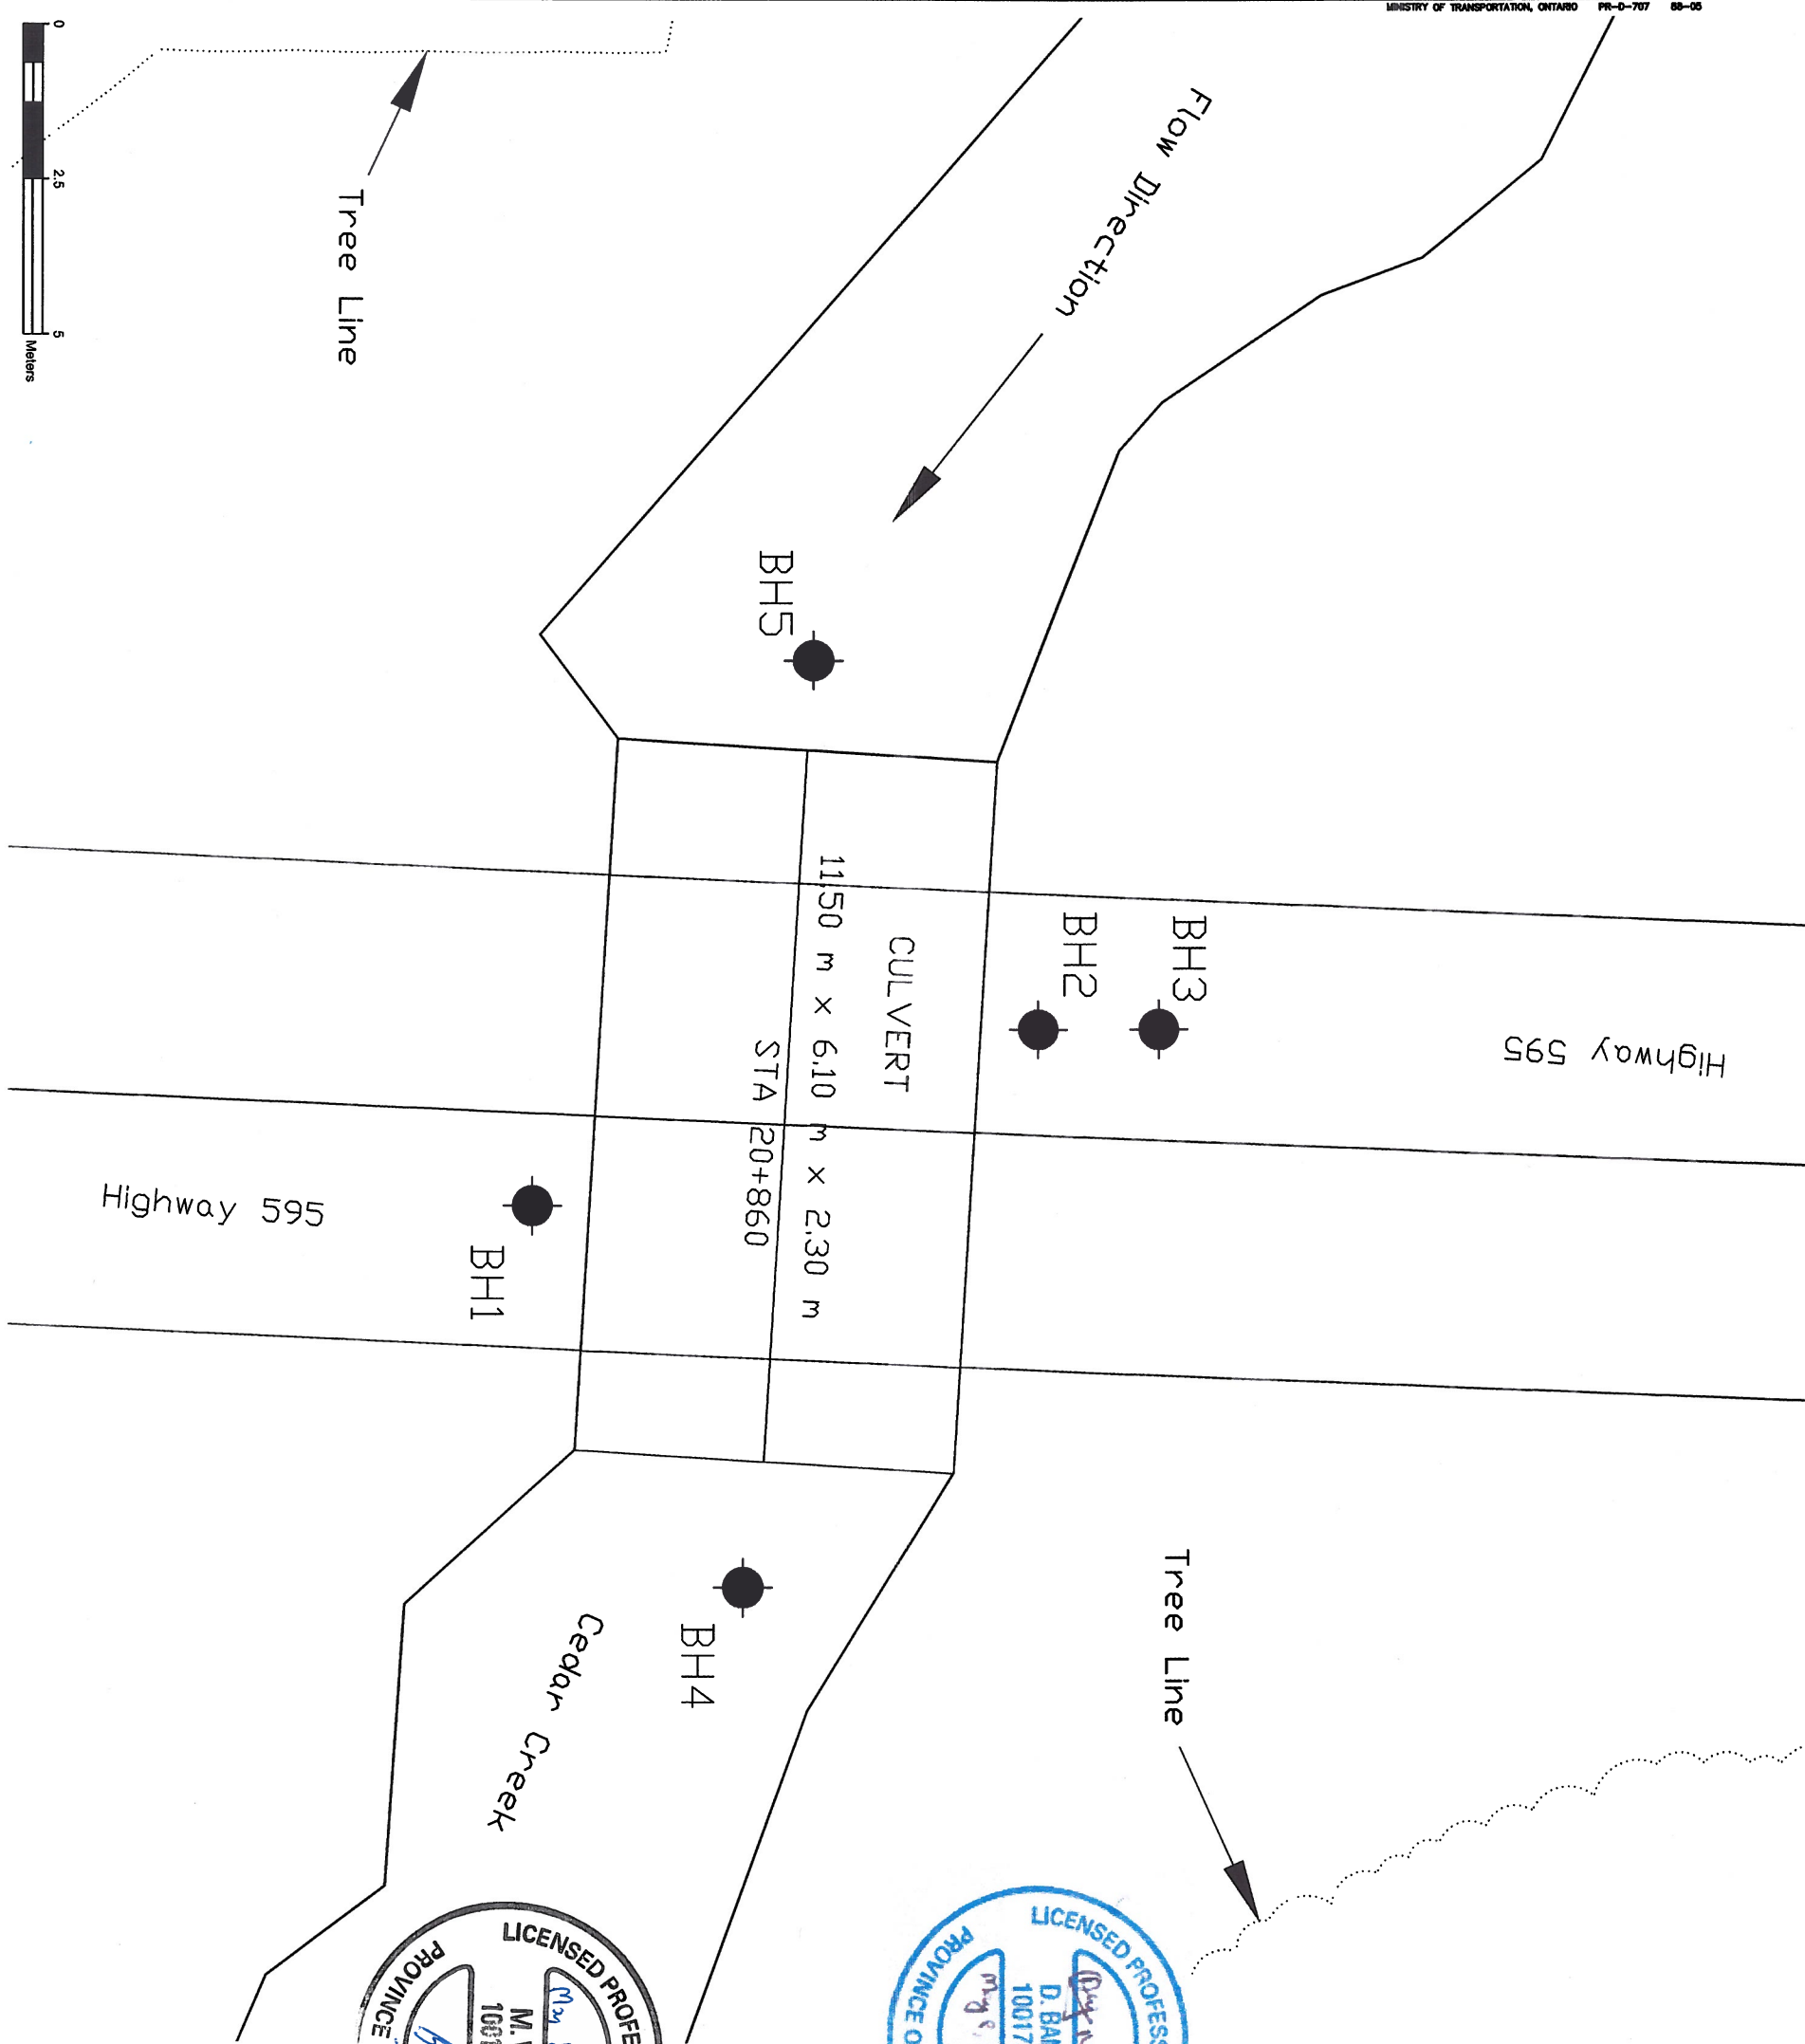 MINISTRY OF TRANSPORTATION, ONTARIO PR-D-707 88-05
0
2.5
5
Meters
Tree Line
Flow Direction
BH5
11.50 m x 6.10 m x 2.30 m
CULVERT
STA 20+860
BH2
BH3
Highway 595
Highway 595
BH1
BH4
Cedar Creek
Tree Line
LICENSED PROFE
M.
1001
PROVINCE
LICENSED PROFESS
D. BAN
10017
PROVINCE O